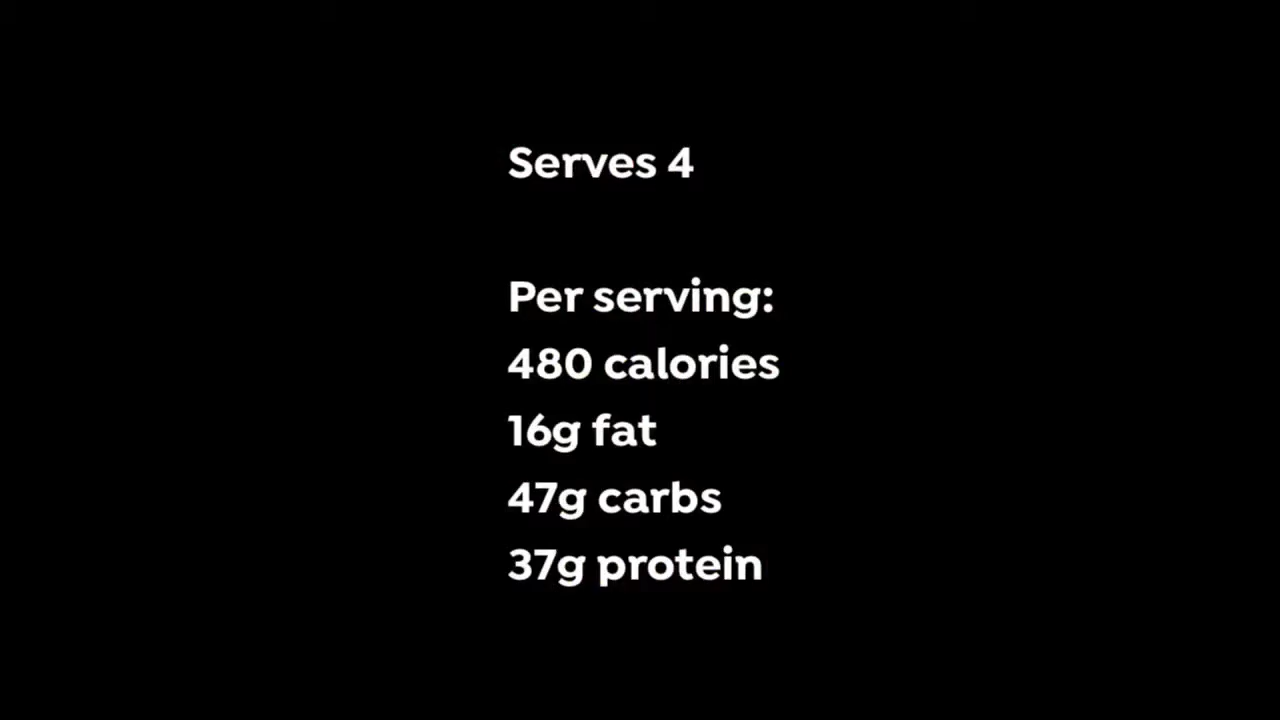 Serves 4
Per serving:
480 calories
16g fat
47g carbs
37g protein